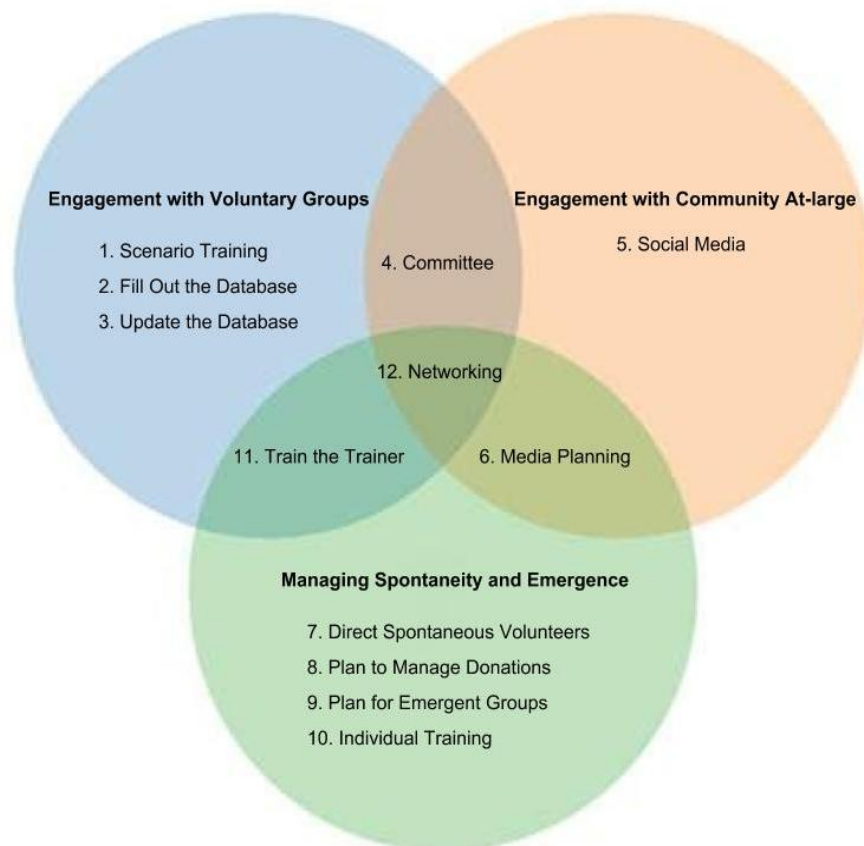 Engagement with Voluntary Groups
1. Scenario Training
2. Fill Out the Database
3. Update the Database
4. Committee
Engagement with Community At-large
5. Social Media
12. Networking
11. Train the Trainer
6. Media Planning
Managing Spontaneity and Emergence
7. Direct Spontaneous Volunteers
8. Plan to Manage Donations
9. Plan for Emergent Groups
10. Individual Training